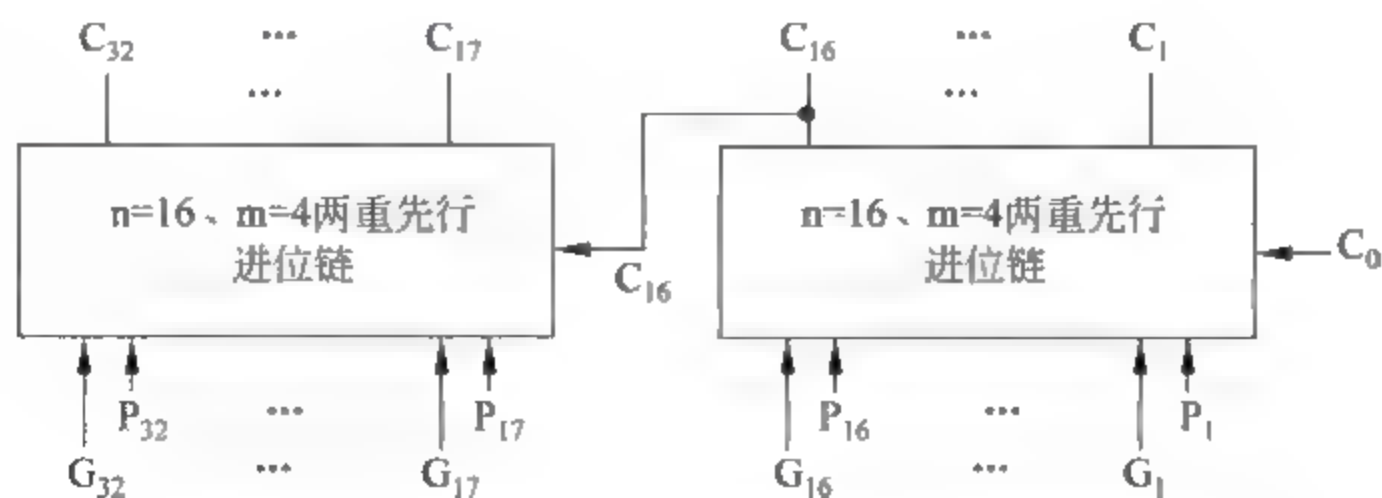 C₃₂ ··· C₁₇ C₁₆ ··· C₁
··· ···
n=16、m=4两重先行
进位链
n=16、m=4两重先行
进位链
C₁₆
C₀
P₃₂ ··· P₁₇ P₁₆ ··· P₁
G₃₂ ··· G₁₇ G₁₆ ··· G₁